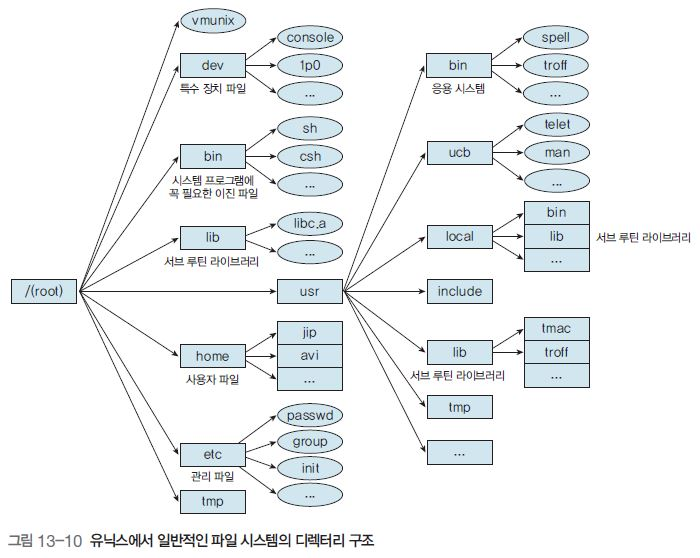 vmunix
dev
특수 장치 파일
console
1p0
...
bin
시스템 프로그램에
꼭 필요한 이진 파일
sh
csh
...
lib
서브 루틴 라이브러리
libc.a
...
/(root)
usr
home
사용자 파일
jip
avi
...
etc
관리 파일
passwd
group
init
...
tmp
bin
응용 시스템
spell
troff
...
ucb
telet
man
...
local
bin
lib
...
서브 루틴 라이브러리
include
lib
서브 루틴 라이브러리
tmac
troff
...
tmp
...
그림 13-10 유닉스에서 일반적인 파일 시스템의 디렉터리 구조